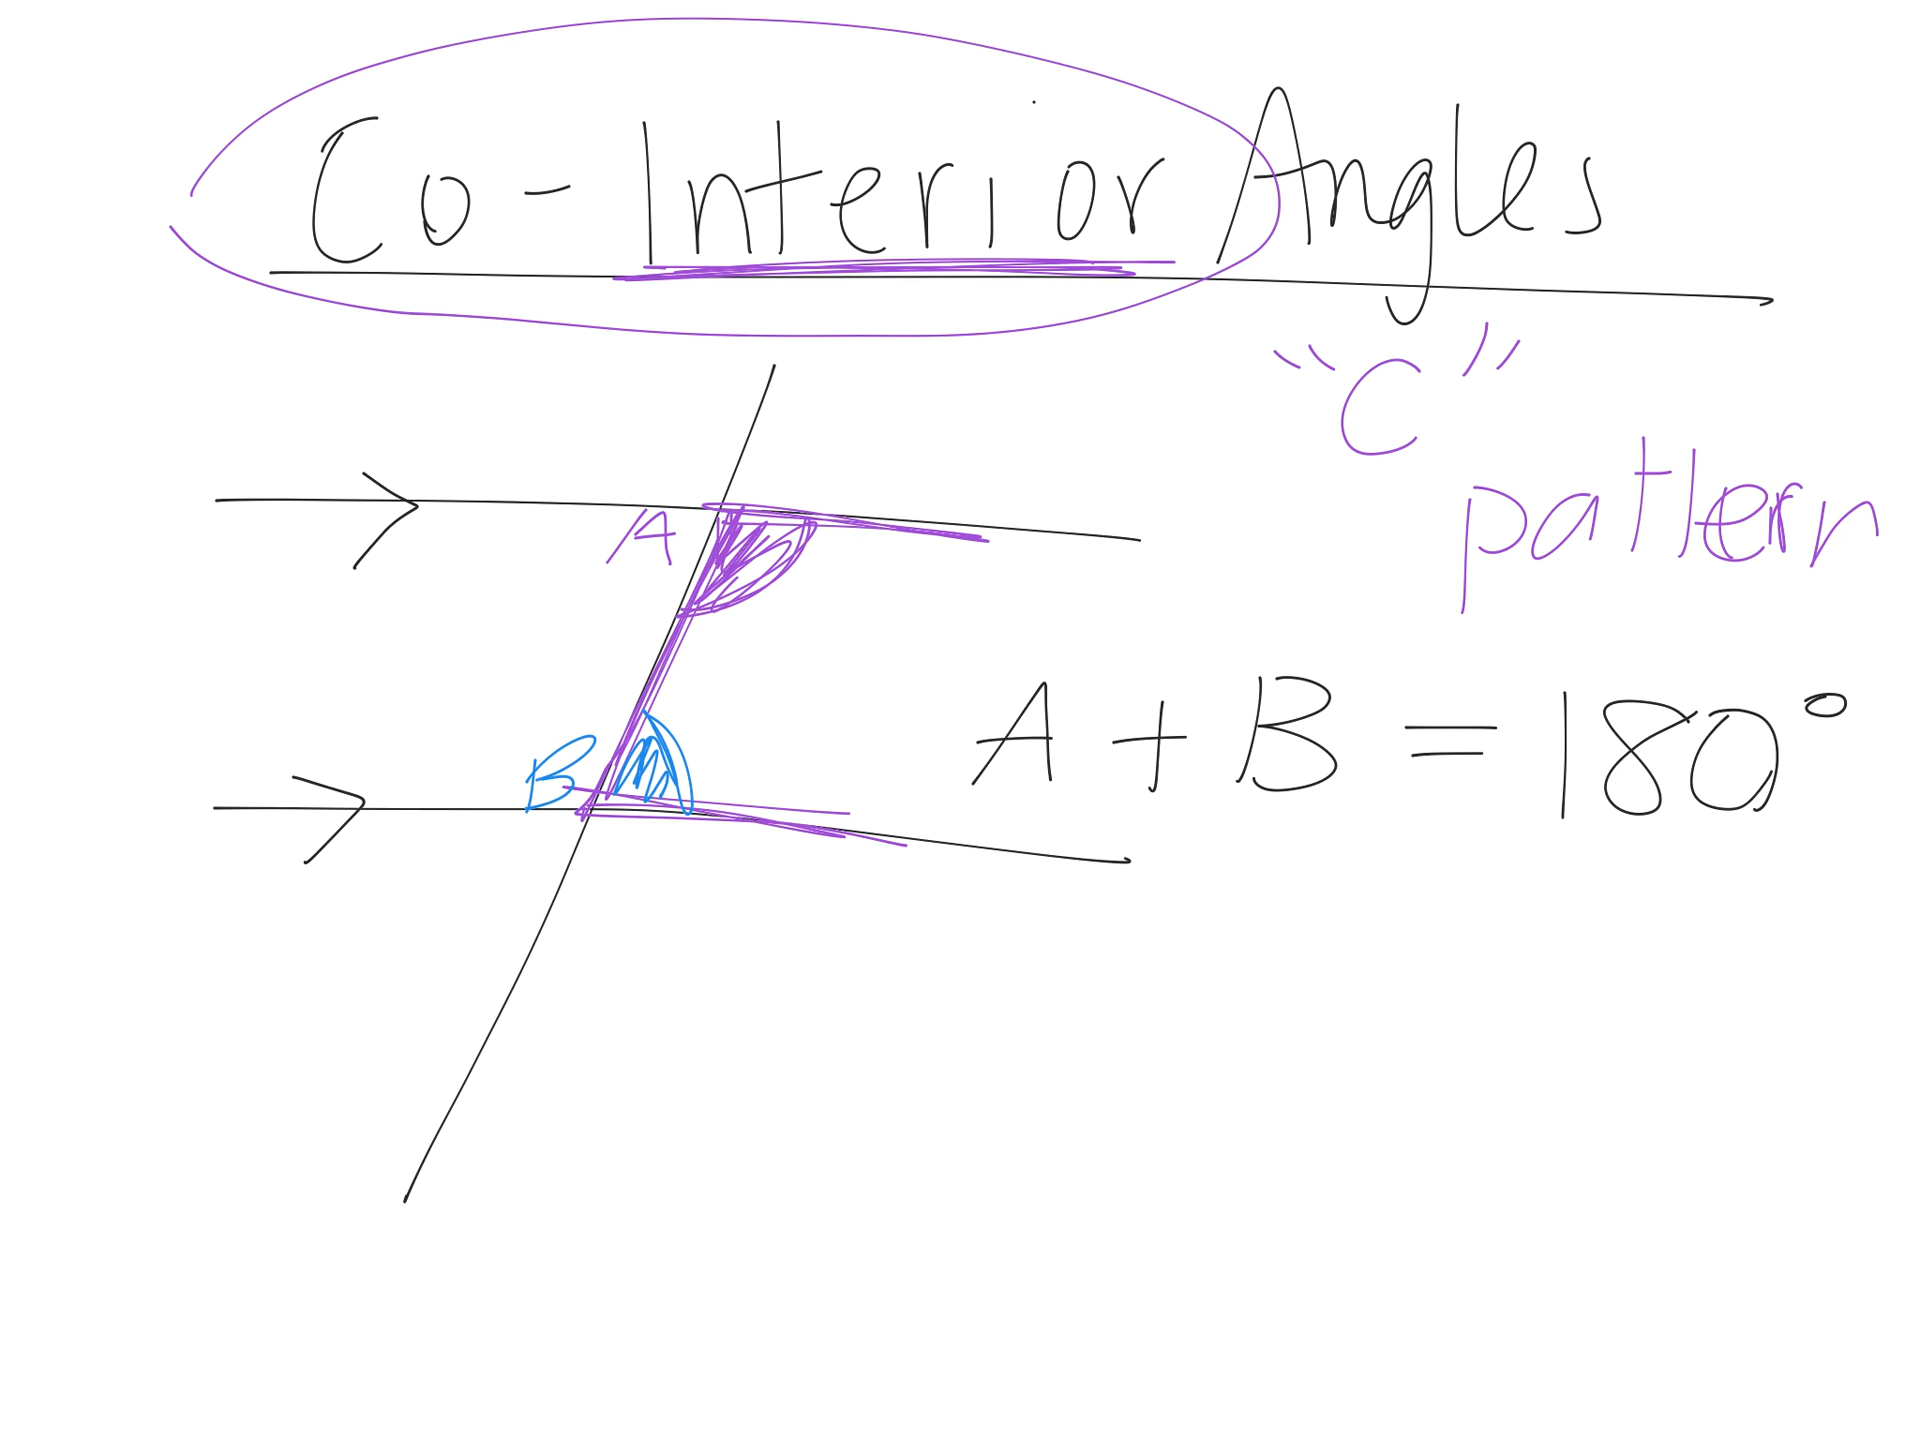 Co-Interior Angles
"C"
pattern
A
B
A + B = 180°